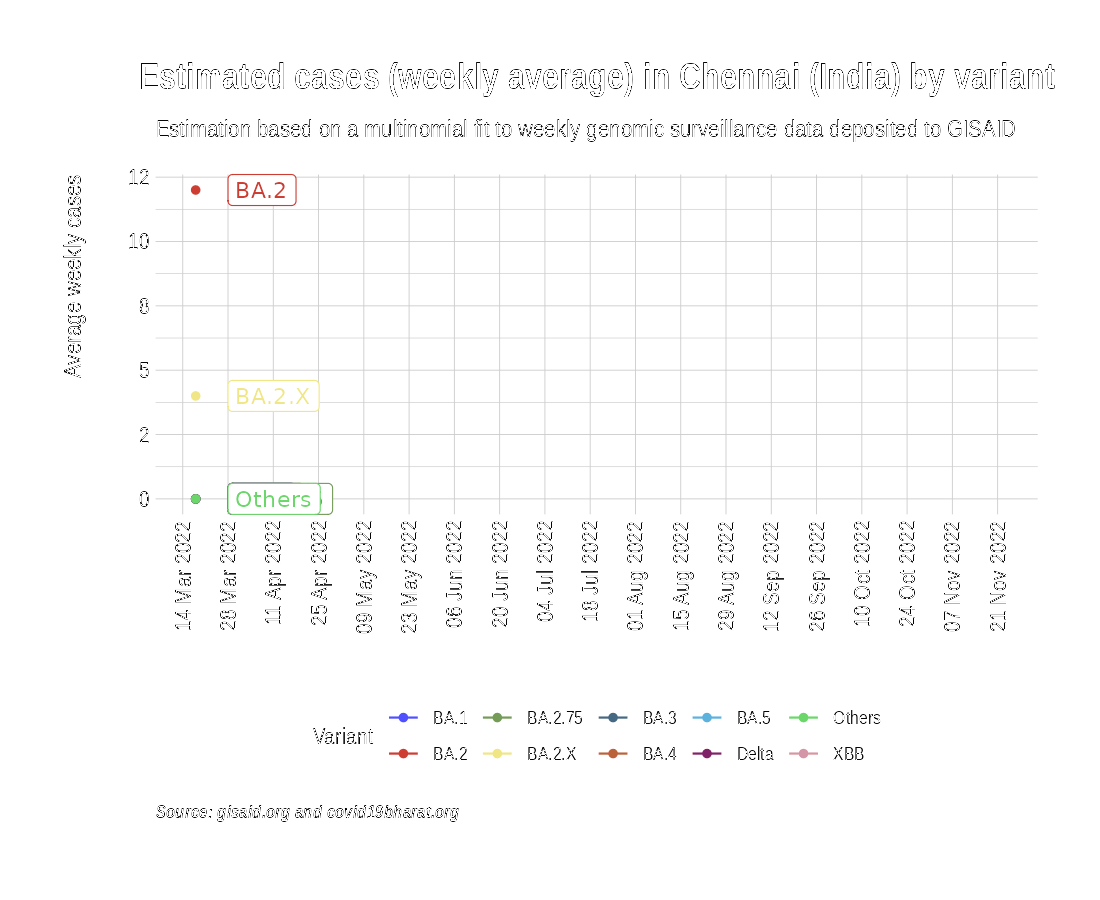 Estimated cases (weekly average) in Chennai (India) by variant
Estimation based on a multinomial fit to weekly genomic surveillance data deposited to GISAID
Average weekly cases
12
10
8
5
2
0
BA.2
BA.2.X
Others
14 Mar 2022
28 Mar 2022
11 Apr 2022
25 Apr 2022
09 May 2022
23 May 2022
06 Jun 2022
20 Jun 2022
04 Jul 2022
18 Jul 2022
01 Aug 2022
15 Aug 2022
29 Aug 2022
12 Sep 2022
26 Sep 2022
10 Oct 2022
24 Oct 2022
07 Nov 2022
21 Nov 2022
Variant
BA.1 BA.2.75 BA.3 BA.5 Others
BA.2 BA.2.X BA.4 Delta XBB
Source: gisaid.org and covid19bharat.org